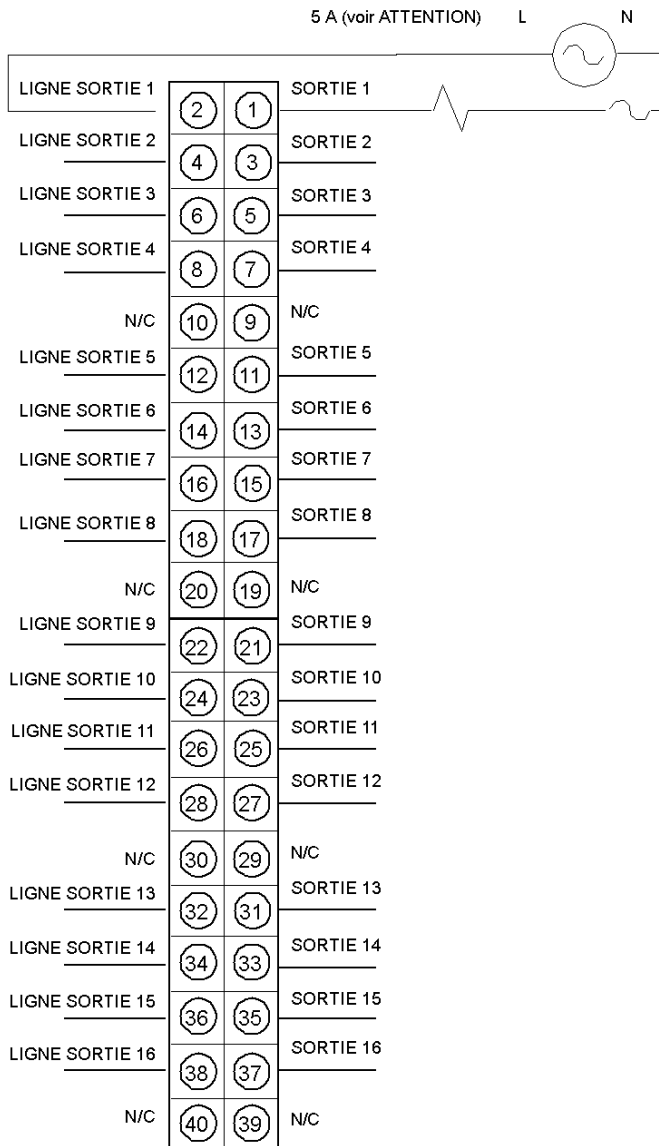 5 A (voir ATTENTION) L N
LIGNE SORTIE 1 2 1 SORTIE 1
LIGNE SORTIE 2 4 3 SORTIE 2
LIGNE SORTIE 3 6 5 SORTIE 3
LIGNE SORTIE 4 8 7 SORTIE 4
N/C 10 9 N/C
LIGNE SORTIE 5 12 11 SORTIE 5
LIGNE SORTIE 6 14 13 SORTIE 6
LIGNE SORTIE 7 16 15 SORTIE 7
LIGNE SORTIE 8 18 17 SORTIE 8
N/C 20 19 N/C
LIGNE SORTIE 9 22 21 SORTIE 9
LIGNE SORTIE 10 24 23 SORTIE 10
LIGNE SORTIE 11 26 25 SORTIE 11
LIGNE SORTIE 12 28 27 SORTIE 12
N/C 30 29 N/C
LIGNE SORTIE 13 32 31 SORTIE 13
LIGNE SORTIE 14 34 33 SORTIE 14
LIGNE SORTIE 15 36 35 SORTIE 15
LIGNE SORTIE 16 38 37 SORTIE 16
N/C 40 39 N/C